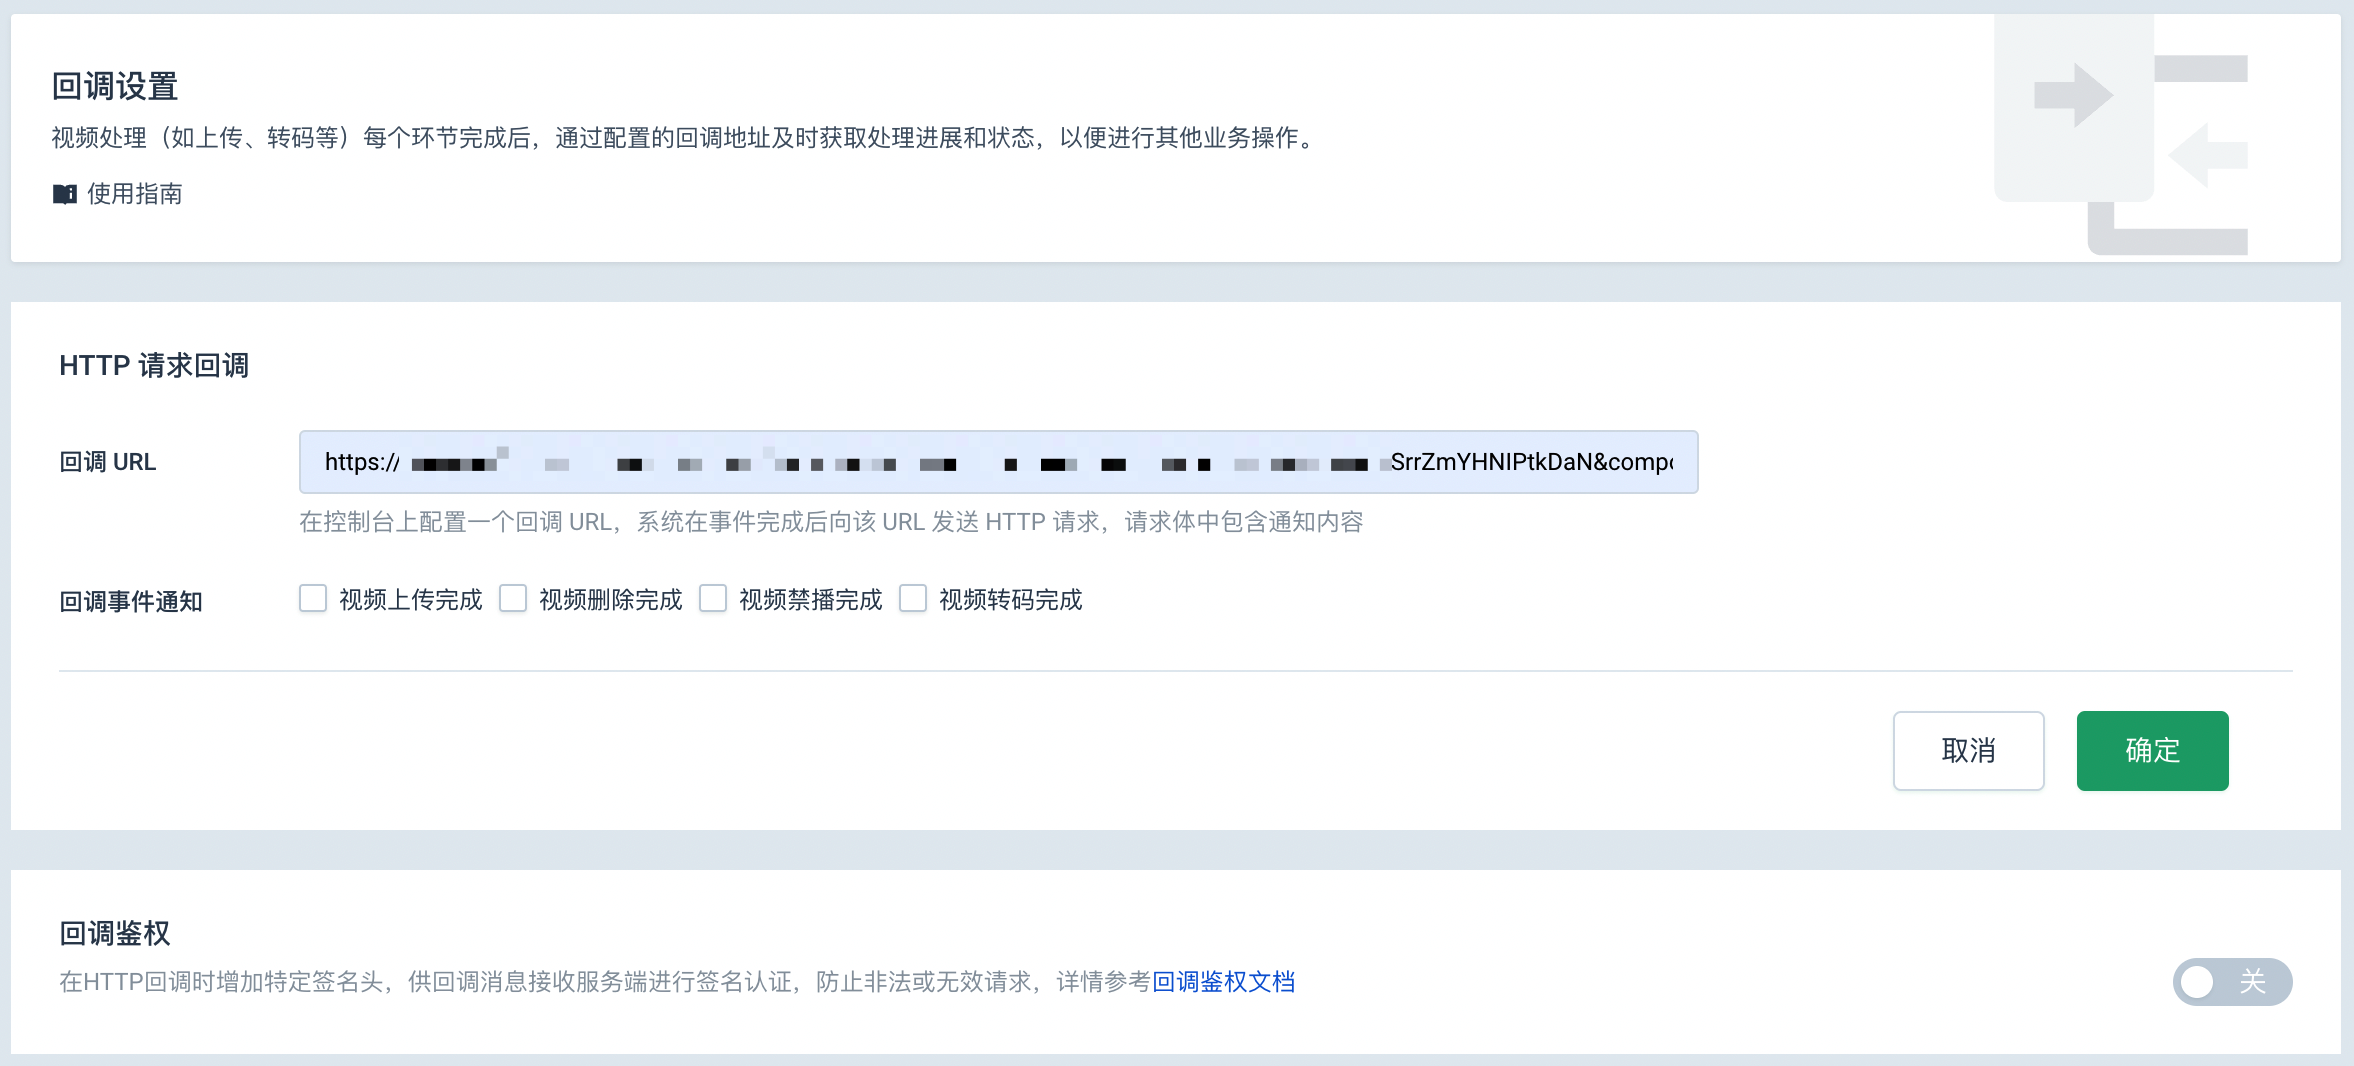 回调设置
视频处理（如上传、转码等）每个环节完成后，通过配置的回调地址及时获取处理进展和状态，以便进行其他业务操作。
使用指南
HTTP 请求回调
回调 URL
https://
SrrZmYHNIPtkDaN&compo
在控制台上配置一个回调 URL，系统在事件完成后向该 URL 发送 HTTP 请求，请求体中包含通知内容
回调事件通知
视频上传完成 视频删除完成 视频禁播完成 视频转码完成
取消 确定
回调鉴权
在HTTP回调时增加特定签名头，供回调消息接收服务端进行签名认证，防止非法或无效请求，详情参考回调鉴权文档
关